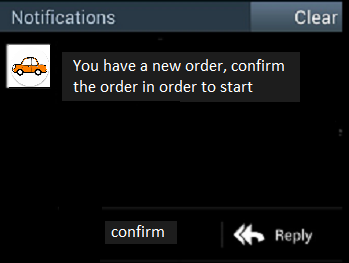 Notifications Clear
You have a new order, confirm
the order in order to start
confirm Reply